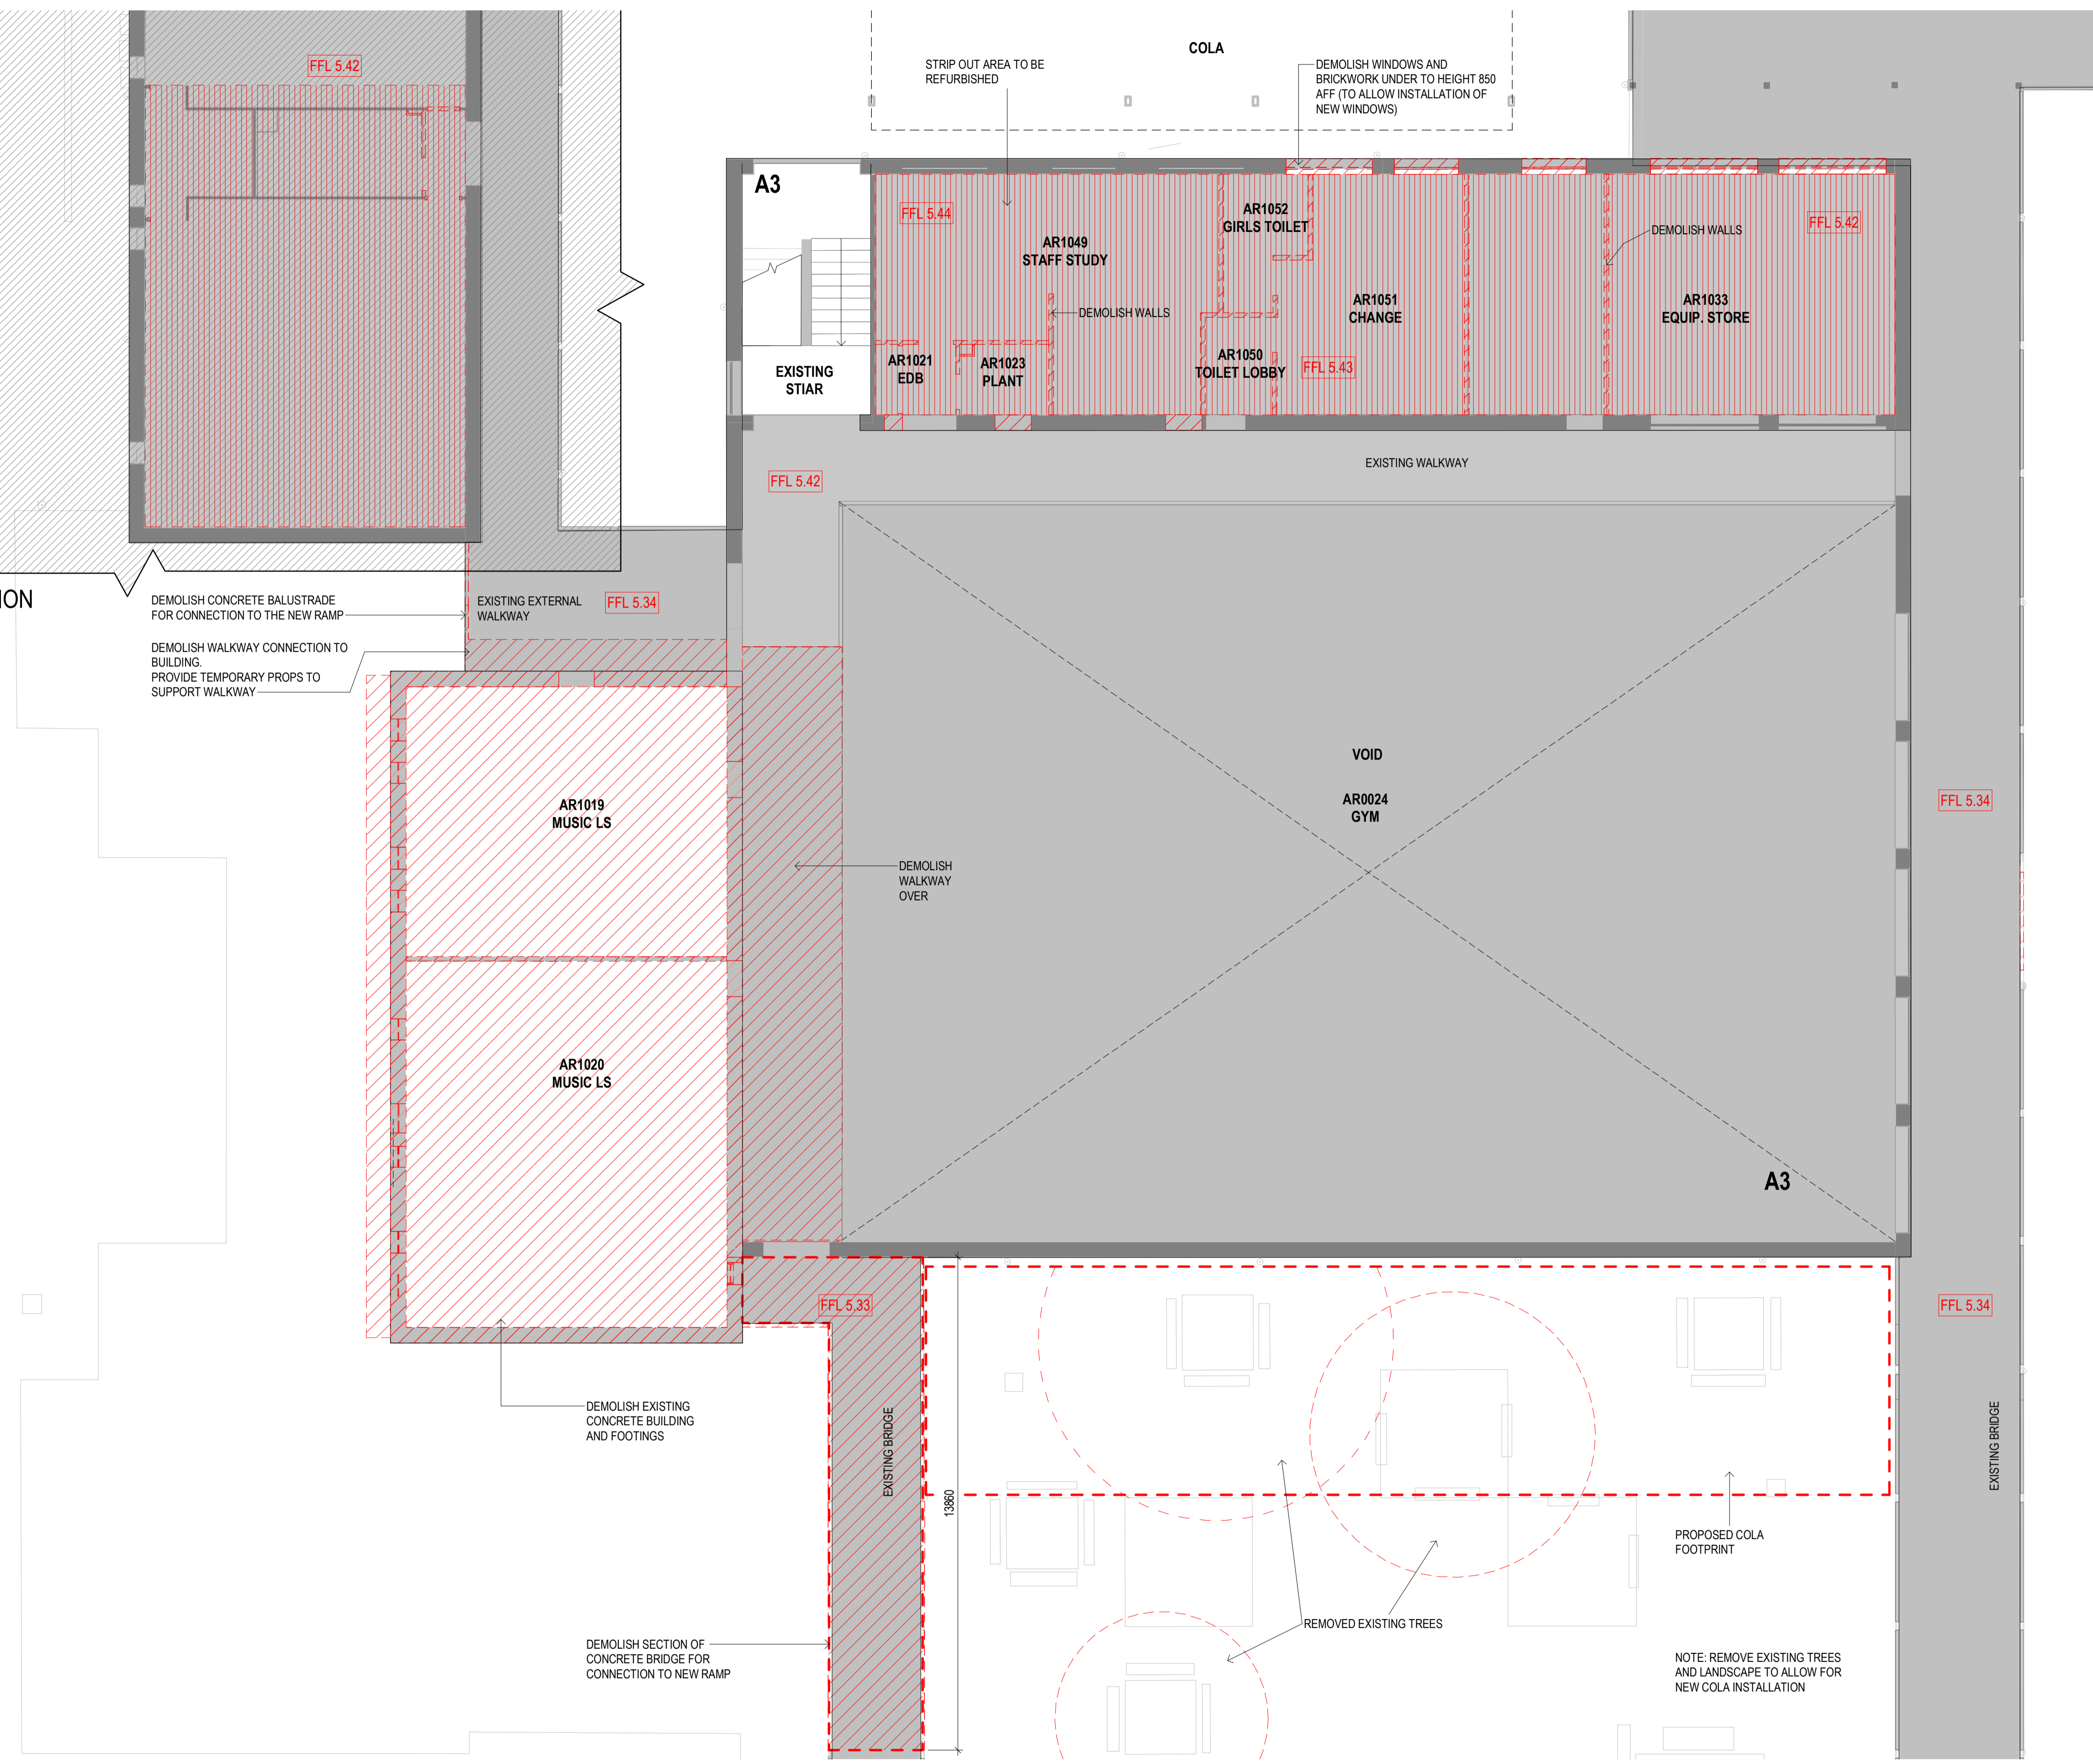 FFL 5.42
COLA
STRIP OUT AREA TO BE
REFURBISHED
DEMOLISH WINDOWS AND
BRICKWORK UNDER TO HEIGHT 850
AFF (TO ALLOW INSTALLATION OF
NEW WINDOWS)
A3
FFL 5.44
AR1052
GIRLS TOILET
FFL 5.42
AR1049
STAFF STUDY
DEMOLISH WALLS
AR1051
CHANGE
AR1033
EQUIP. STORE
DEMOLISH WALLS
AR1021
EDB
AR1023
PLANT
AR1050
TOILET LOBBY
FFL 5.43
EXISTING
STIAR
EXISTING WALKWAY
FFL 5.42
ION
DEMOLISH CONCRETE BALUSTRADE
FOR CONNECTION TO THE NEW RAMP
EXISTING EXTERNAL
WALKWAY
FFL 5.34
DEMOLISH WALKWAY CONNECTION TO
BUILDING.
PROVIDE TEMPORARY PROPS TO
SUPPORT WALKWAY
VOID
AR0024
GYM
FFL 5.34
AR1019
MUSIC LS
DEMOLISH
WALKWAY
OVER
AR1020
MUSIC LS
A3
FFL 5.33
FFL 5.34
DEMOLISH EXISTING
CONCRETE BUILDING
AND FOOTINGS
EXISTING BRIDGE
13860
EXISTING BRIDGE
PROPOSED COLA
FOOTPRINT
REMOVED EXISTING TREES
DEMOLISH SECTION OF
CONCRETE BRIDGE FOR
CONNECTION TO NEW RAMP
NOTE: REMOVE EXISTING TREES
AND LANDSCAPE TO ALLOW FOR
NEW COLA INSTALLATION